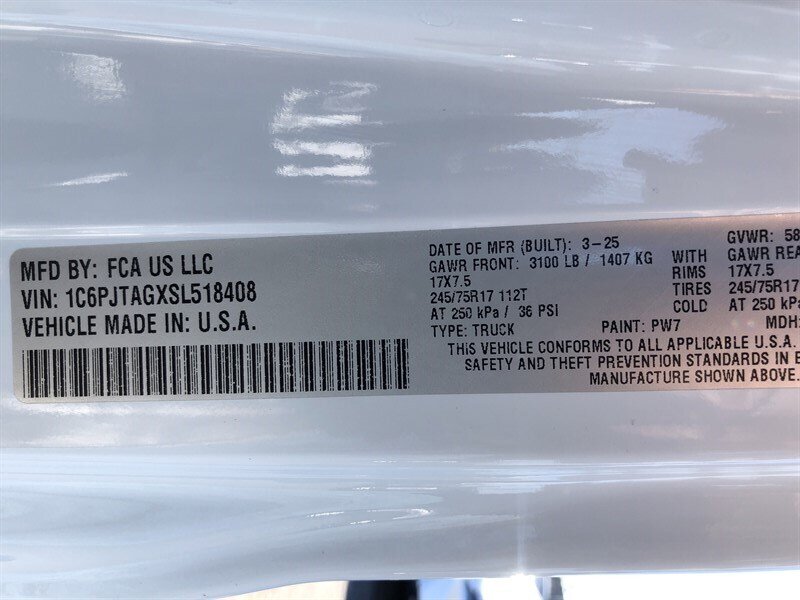 MFD BY: FCA US LLC
VIN: 1C6PJTAGXSL518408
VEHICLE MADE IN: U.S.A.
DATE OF MFR (BUILT): 3-25
GAWR FRONT: 3100 LB / 1407 KG
17X7.5
245/75R17 112T
AT 250 kPa / 36 PSI
TYPE: TRUCK
WITH
RIMS
TIRES
COLD
GVWR: 58
GAWR REA
17X7.5
245/75R17
AT 250 kPa
PAINT: PW7
MDH:
THIS VEHICLE CONFORMS TO ALL APPLICABLE U.S.A.
SAFETY AND THEFT PREVENTION STANDARDS IN E
MANUFACTURE SHOWN ABOVE.